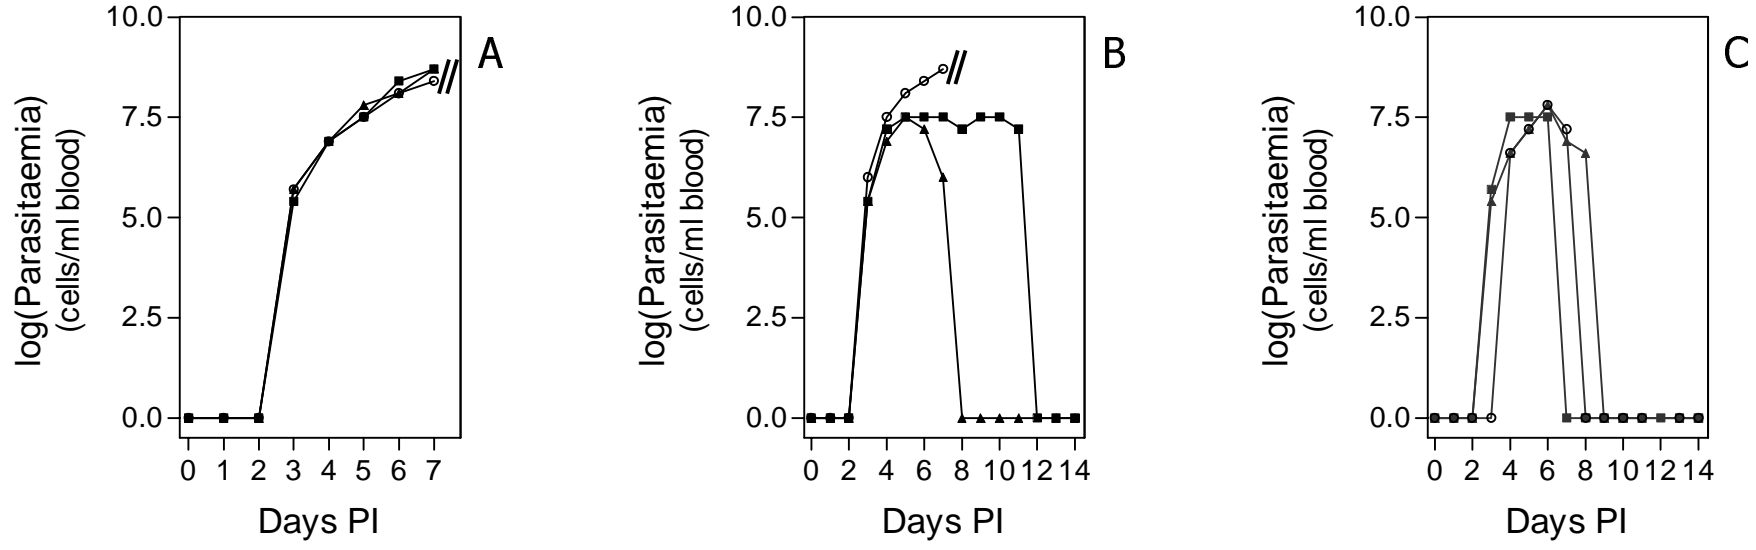 A
log(Parasitaemia)
(cells/ml blood)
10.0
7.5
5.0
2.5
0.0
0 1 2 3 4 5 6 7
Days PI
B
log(Parasitaemia)
(cells/ml blood)
10.0
7.5
5.0
2.5
0.0
0 2 4 6 8 10 12 14
Days PI
C
log(Parasitaemia)
(cells/ml blood)
10.0
7.5
5.0
2.5
0.0
0 2 4 6 8 10 12 14
Days PI